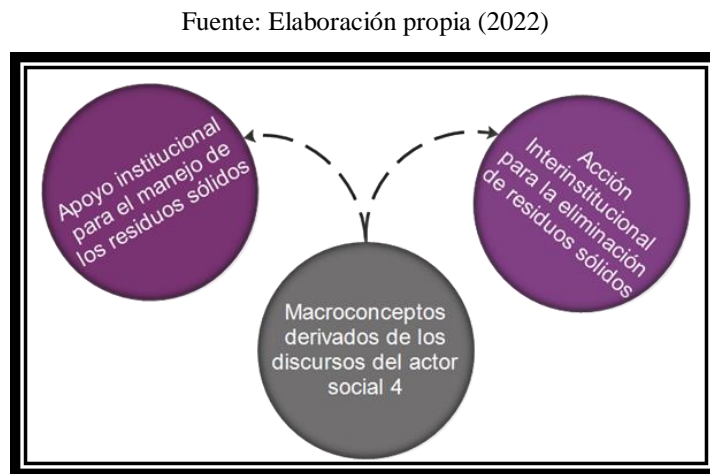 Fuente: Elaboración propia (2022)
Apoyo institucional
para el manejo de
los residuos sólidos
Acción
Interinstitucional
para la eliminación
de residuos sólidos
Macroconceptos
derivados de los
discursos del actor
social 4